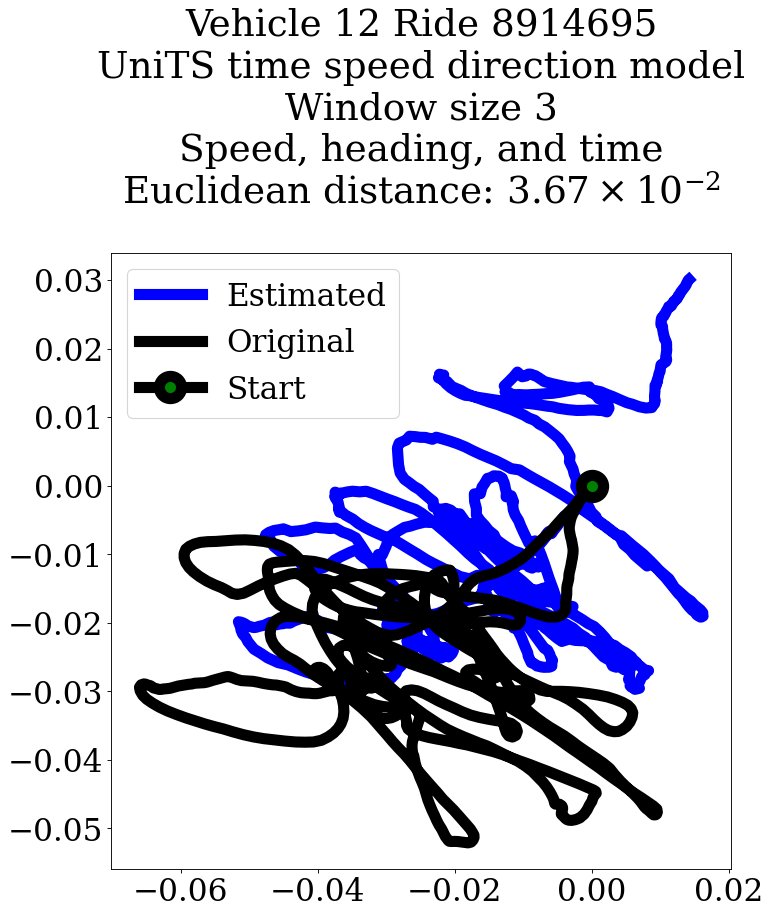 Vehicle 12 Ride 8914695
UniTS time speed direction model
Window size 3
Speed, heading, and time
Euclidean distance: 3.67 × 10⁻²
Estimated
Original
Start
0.03
0.02
0.01
0.00
−0.01
−0.02
−0.03
−0.04
−0.05
−0.06 −0.04 −0.02 0.00 0.02